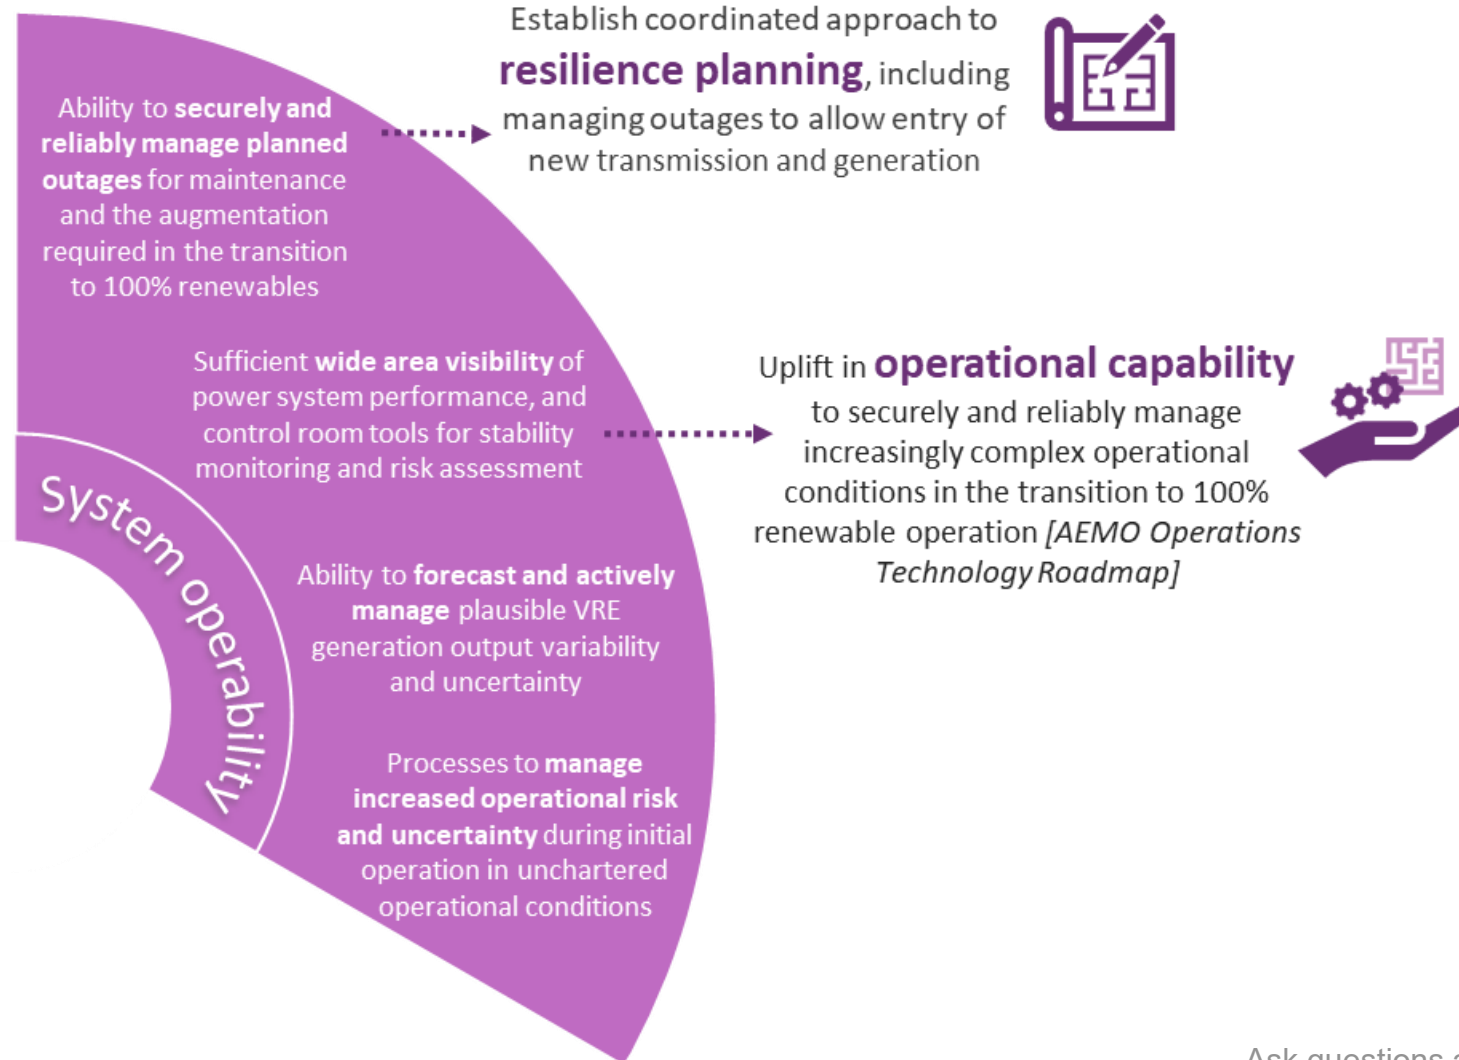 Establish coordinated approach to
resilience planning, including
managing outages to allow entry of
new transmission and generation
Ability to securely and
reliably manage planned
outages for maintenance
and the augmentation
required in the transition
to 100% renewables
Sufficient wide area visibility of
power system performance, and
control room tools for stability
monitoring and risk assessment
Uplift in operational capability
to securely and reliably manage
increasingly complex operational
conditions in the transition to 100%
renewable operation [AEMO Operations
Technology Roadmap]
System operability
Ability to forecast and actively
manage plausible VRE
generation output variability
and uncertainty
Processes to manage
increased operational risk
and uncertainty during initial
operation in unchartered
operational conditions
Ask questions